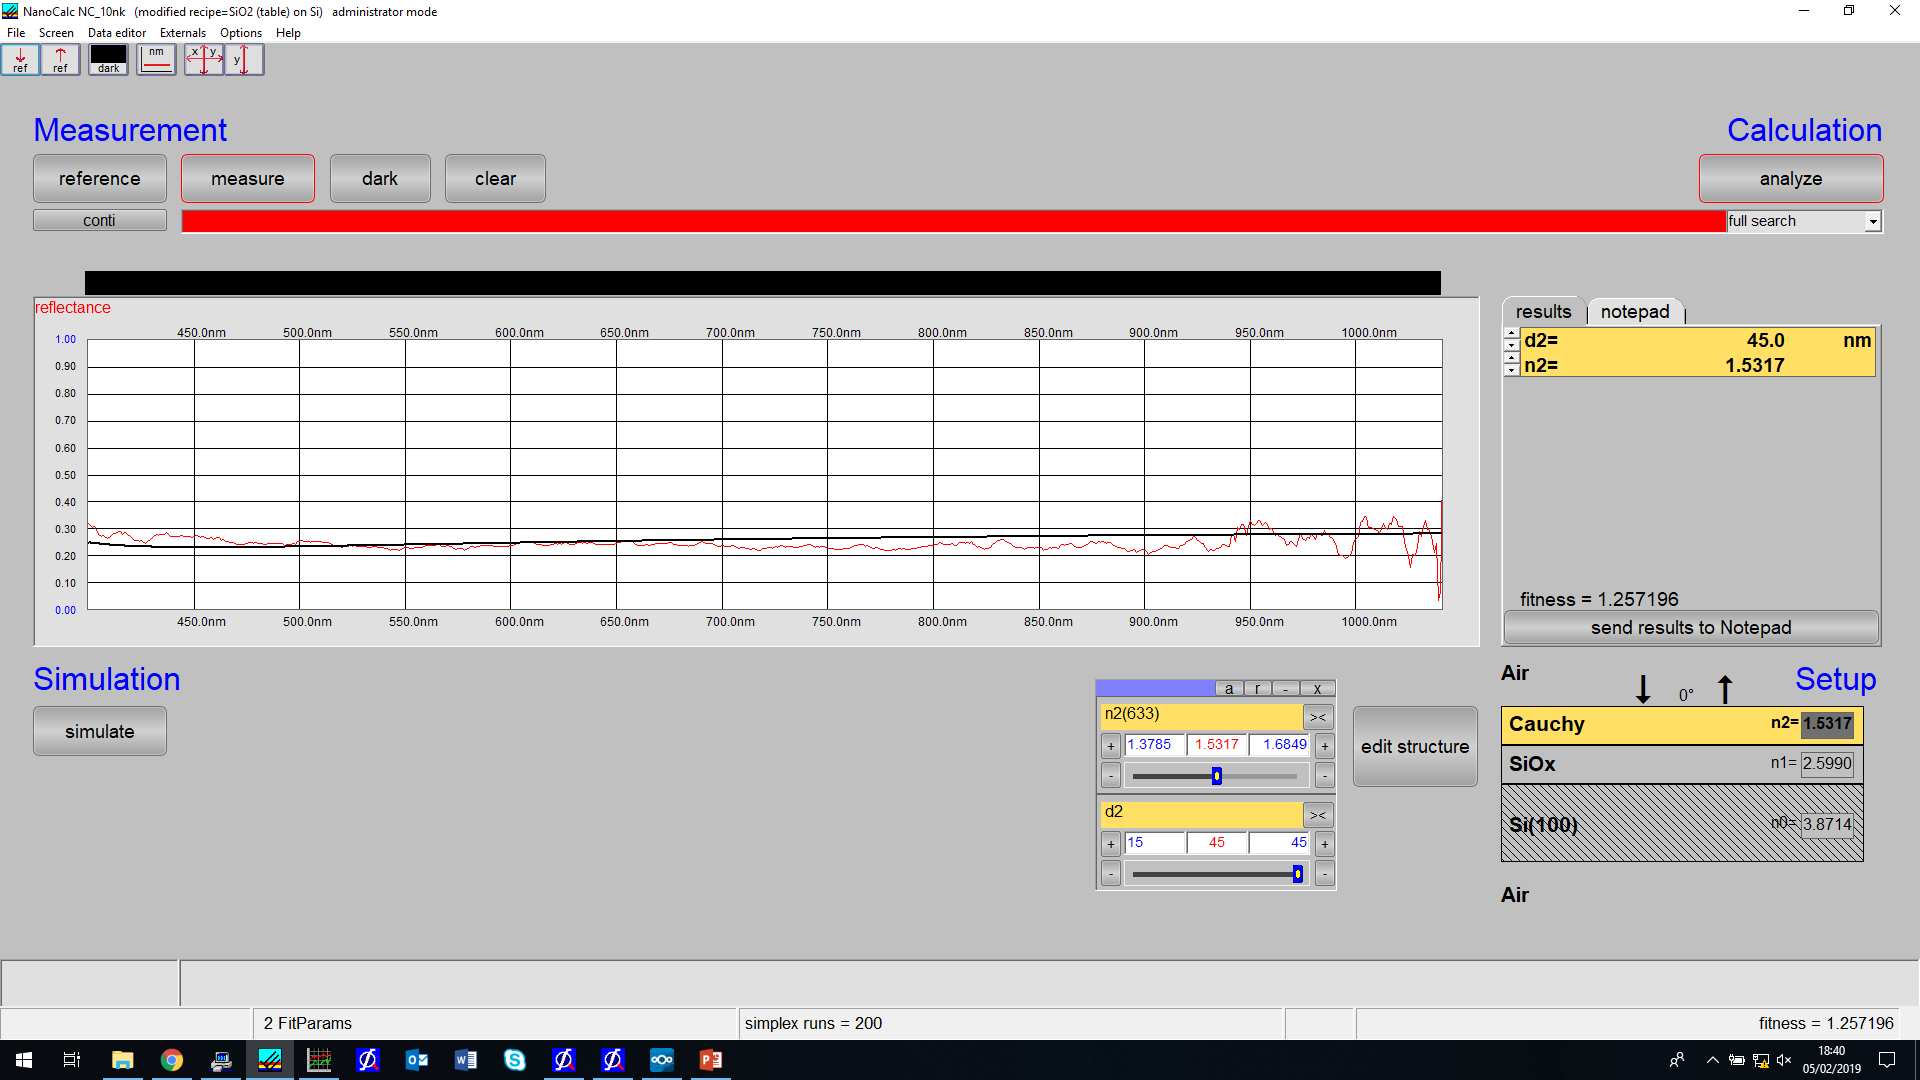 NanoCalc NC_10nk (modified recipe=SiO2 (table) on Si) administrator mode
File Screen Data editor Externals Options Help
ref ref dark nm x y y
Measurement
Calculation
reference measure dark clear
analyze
conti
full search
reflectance
450.0nm 500.0nm 550.0nm 600.0nm 650.0nm 700.0nm 750.0nm 800.0nm 850.0nm 900.0nm 950.0nm 1000.0nm
1.00
0.90
0.80
0.70
0.60
0.50
0.40
0.30
0.20
0.10
0.00
450.0nm 500.0nm 550.0nm 600.0nm 650.0nm 700.0nm 750.0nm 800.0nm 850.0nm 900.0nm 950.0nm 1000.0nm
results notepad
d2= 45.0 nm
n2= 1.5317
fitness = 1.257196
send results to Notepad
Simulation
simulate
a r - x
n2(633) ><
+ 1.3785 1.5317 1.6849 +
- -
d2 ><
+ 15 45 45 +
- -
edit structure
Air
0°
Setup
Cauchy n2= 1.5317
SiOx n1= 2.5990
Si(100) n0= 3.8714
Air
2 FitParams
simplex runs = 200
fitness = 1.257196
18:40
05/02/2019